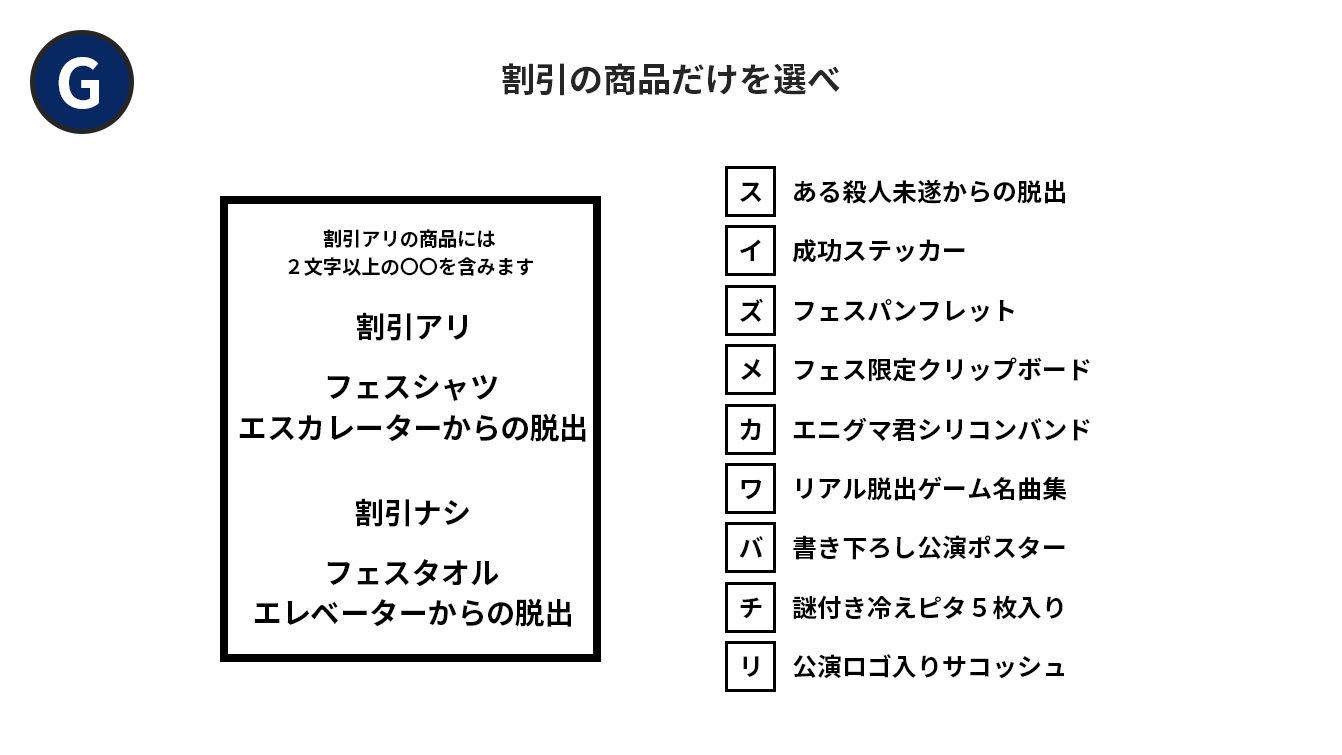 G
割引の商品だけを選べ
割引アリの商品には
２文字以上の〇〇を含みます
割引アリ
フェスシャツ
エスカレーターからの脱出
割引ナシ
フェスタオル
エレベーターからの脱出
ス ある殺人未遂からの脱出
イ 成功ステッカー
ズ フェスパンフレット
メ フェス限定クリップボード
カ エニグマ君シリコンバンド
ワ リアル脱出ゲーム名曲集
バ 書き下ろし公演ポスター
チ 謎付き冷えピタ５枚入り
リ 公演ロゴ入りサコッシュ